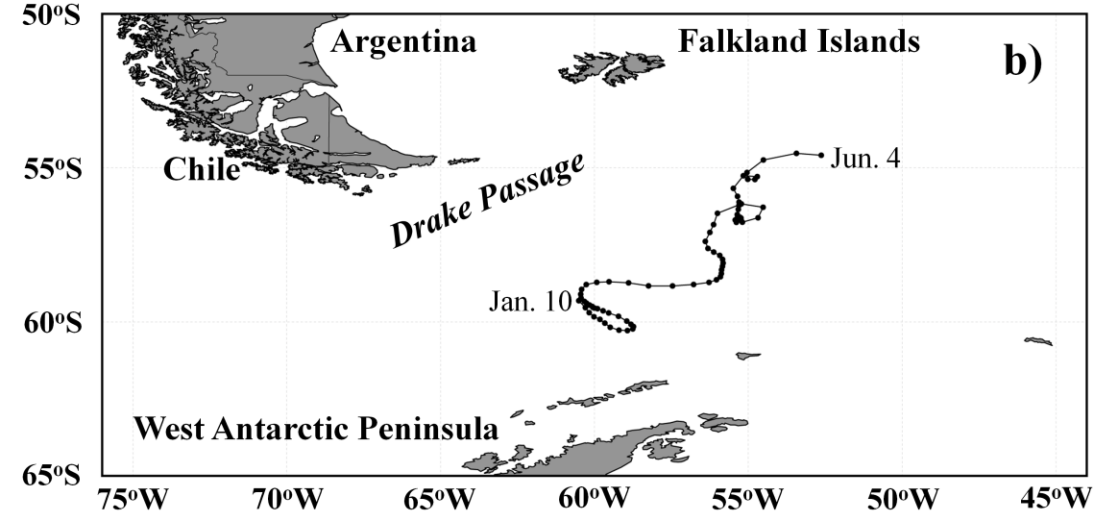 50°S
Argentina
Falkland Islands
b)
55°S
Chile
Drake Passage
Jun. 4
Jan. 10
60°S
West Antarctic Peninsula
65°S
75°W
70°W
65°W
60°W
55°W
50°W
45°W